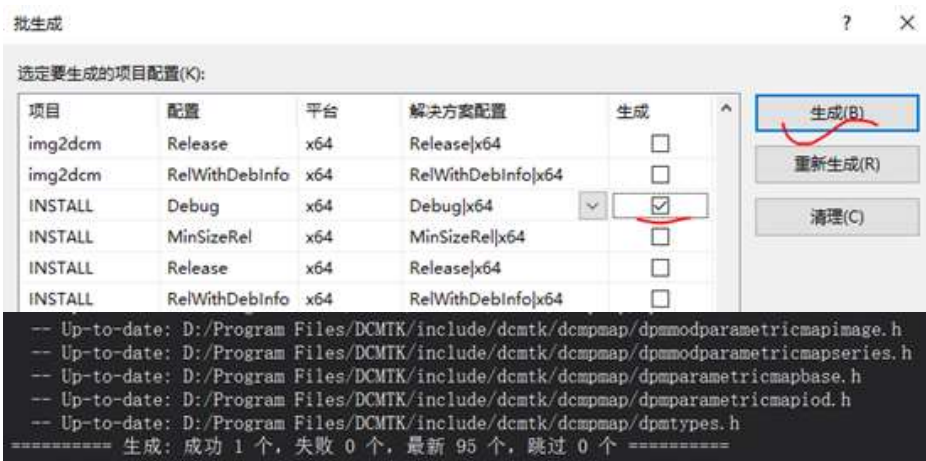 批生成 ? ×
选定要生成的项目配置(K):
项目 配置 平台 解决方案配置 生成
img2dcm Release x64 Release|x64
img2dcm RelWithDebInfo x64 RelWithDebInfo|x64
INSTALL Debug x64 Debug|x64
INSTALL MinSizeRel x64 MinSizeRel|x64
INSTALL Release x64 Release|x64
INSTALL RelWithDebInfo x64 RelWithDebInfo|x64
生成(B)
重新生成(R)
清理(C)
-- Up-to-date: D:/Program Files/DCMTK/include/dcmtk/dcmpmap/dpmmodparametricmapimage.h
-- Up-to-date: D:/Program Files/DCMTK/include/dcmtk/dcmpmap/dpmmodparametricmapseries.h
-- Up-to-date: D:/Program Files/DCMTK/include/dcmtk/dcmpmap/dpmparametricmapbase.h
-- Up-to-date: D:/Program Files/DCMTK/include/dcmtk/dcmpmap/dpmparametricmapiod.h
-- Up-to-date: D:/Program Files/DCMTK/include/dcmtk/dcmpmap/dpmtypes.h
========== 生成: 成功 1 个，失败 0 个，最新 95 个，跳过 0 个 ==========